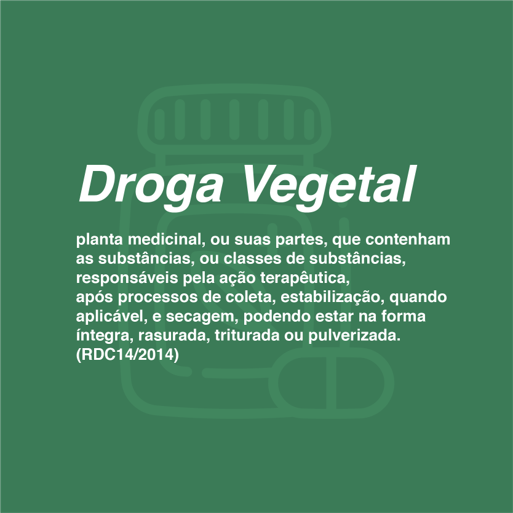 Droga Vegetal
planta medicinal, ou suas partes, que contenham
as substâncias, ou classes de substâncias,
responsáveis pela ação terapêutica,
após processos de coleta, estabilização, quando
aplicável, e secagem, podendo estar na forma
íntegra, rasurada, triturada ou pulverizada.
(RDC14/2014)